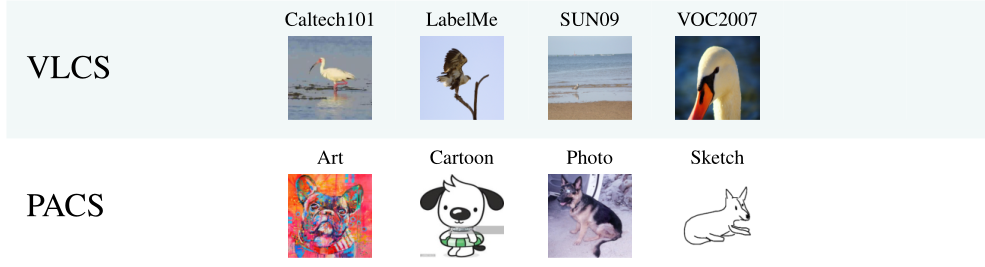 Caltech101 LabelMe SUN09 VOC2007
VLCS
Art Cartoon Photo Sketch
PACS